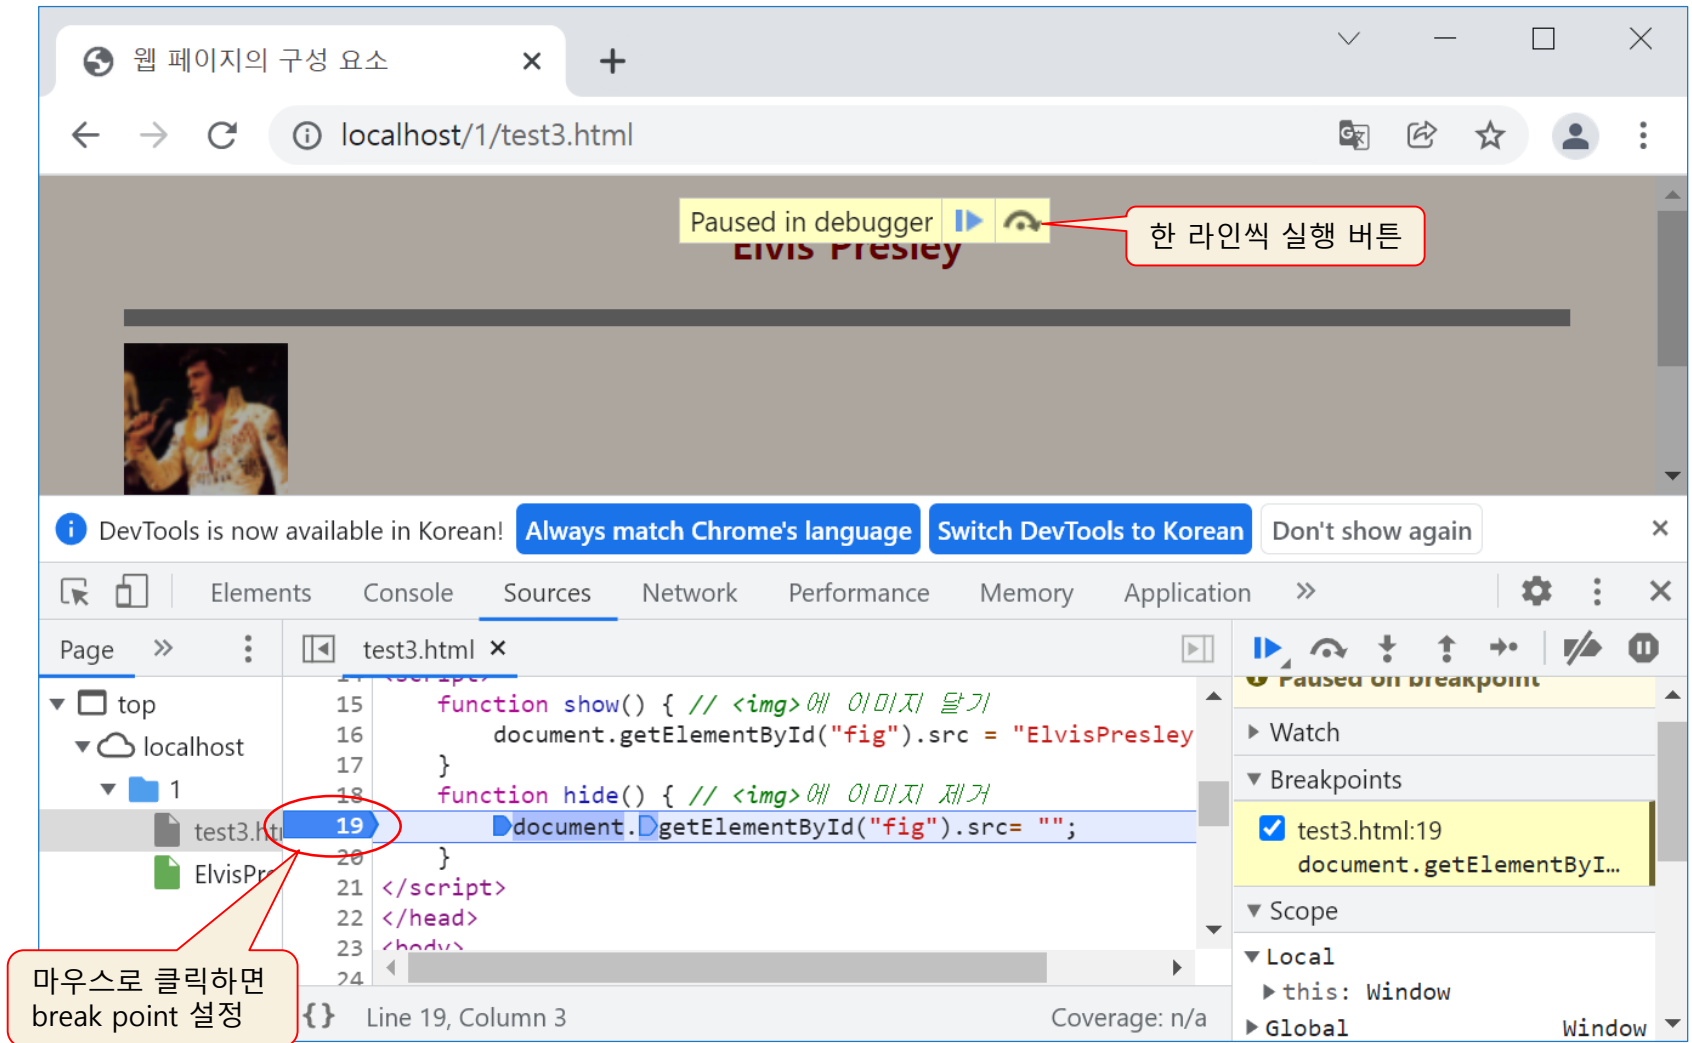 웹 페이지의 구성 요소
localhost/1/test3.html
Paused in debugger
한 라인씩 실행 버튼
Elvis Presley
DevTools is now available in Korean! Always match Chrome's language Switch DevTools to Korean Don't show again
Elements Console Sources Network Performance Memory Application
Page
test3.html
Paused on breakpoint
top
localhost
1
test3.ht
ElvisPre
14 <script>
15 function show() { // <img>에 이미지 달기
16 document.getElementById("fig").src = "ElvisPresley
17 }
18 function hide() { // <img>에 이미지 제거
19 document.getElementById("fig").src= "";
20 }
21 </script>
22 </head>
23 <body>
24
마우스로 클릭하면
break point 설정
{} Line 19, Column 3 Coverage: n/a
Watch
Breakpoints
test3.html:19
document.getElementByI…
Scope
Local
this: Window
Global Window